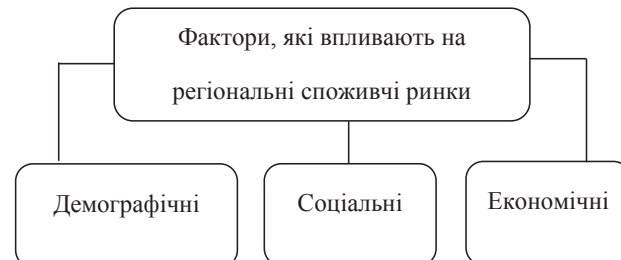 Фактори, які впливають на
регіональні споживчі ринки
Демографічні
Соціальні
Економічні